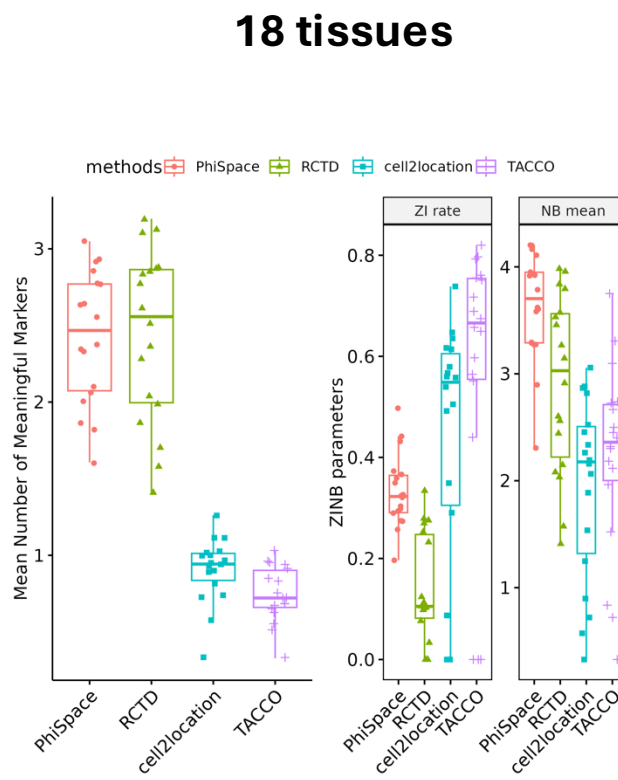 18 tissues
methods PhiSpace RCTD cell2location TACCO
Mean Number of Meaningful Markers
3
2
1
PhiSpace
RCTD
cell2location
TACCO
ZINB parameters
ZI rate
0.8
0.6
0.4
0.2
0.0
PhiSpace
RCTD
cell2location
TACCO
NB mean
4
3
2
1
PhiSpace
RCTD
cell2location
TACCO